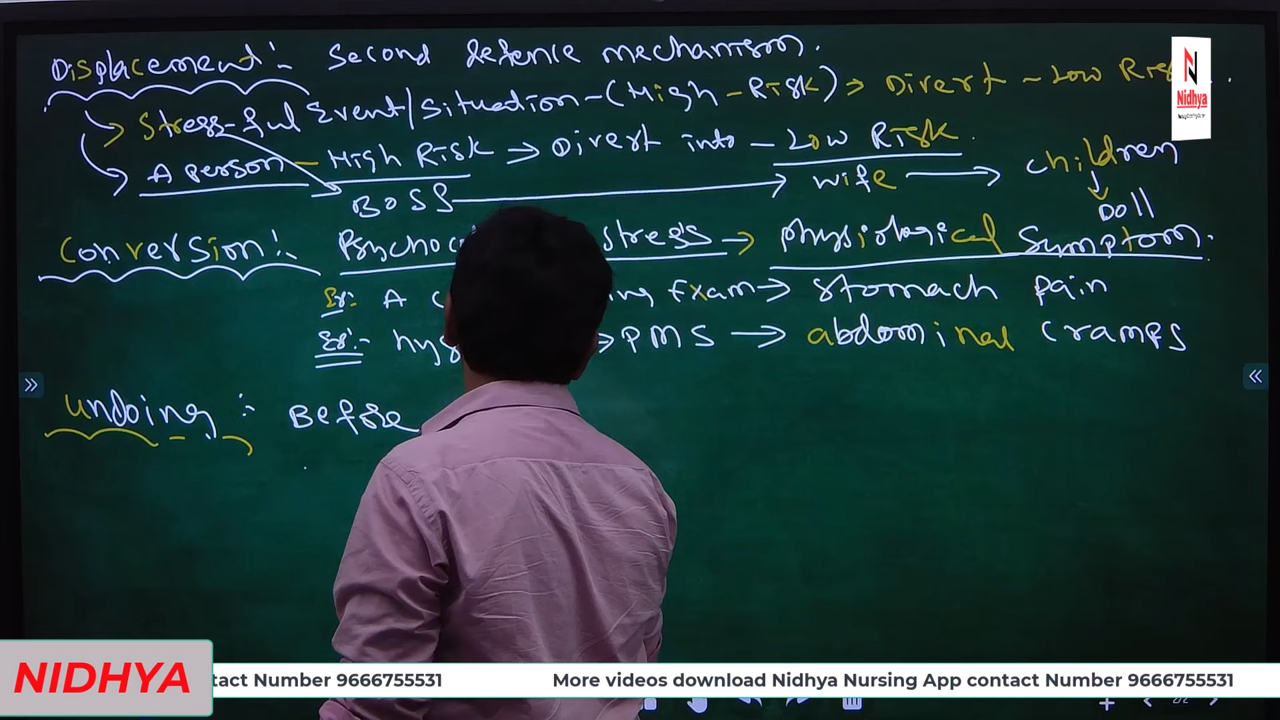 Displacement:- Second defence mechanism.
Stress-ful Event/Situation-(High-Risk) → Divert - Low
A person - High Risk ⇒ Divert into - Low Risk.
BOSS → wife → children
Doll
Conversion:- stress → physiological Symptom.
Ex:- A Exam → stomach pain
Ex:- PMS → abdominal cramps
undoing:- Before
N
Nidhya
NIDHYA
tact Number 9666755531 More videos download Nidhya Nursing App contact Number 9666755531